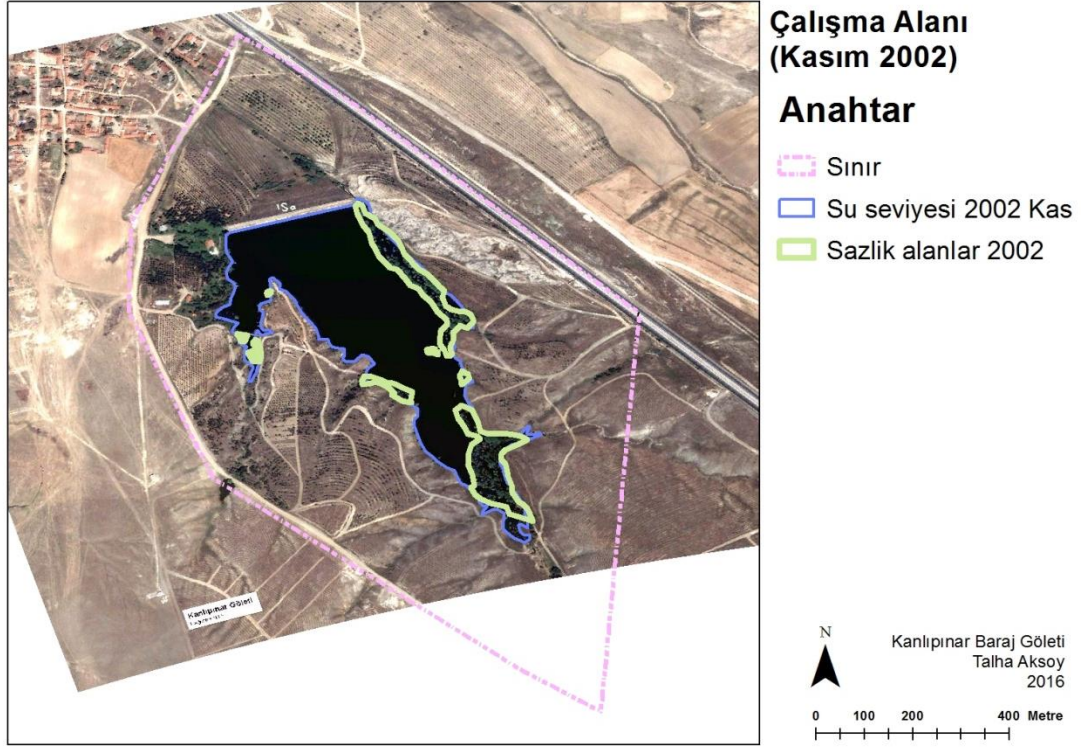 Çalışma Alanı
(Kasım 2002)
Anahtar
Sınır
Su seviyesi 2002 Kas
Sazlik alanlar 2002
Kanlıpınar Göleti
N
Kanlıpınar Baraj Göleti
Talha Aksoy
2016
0 100 200 400 Metre